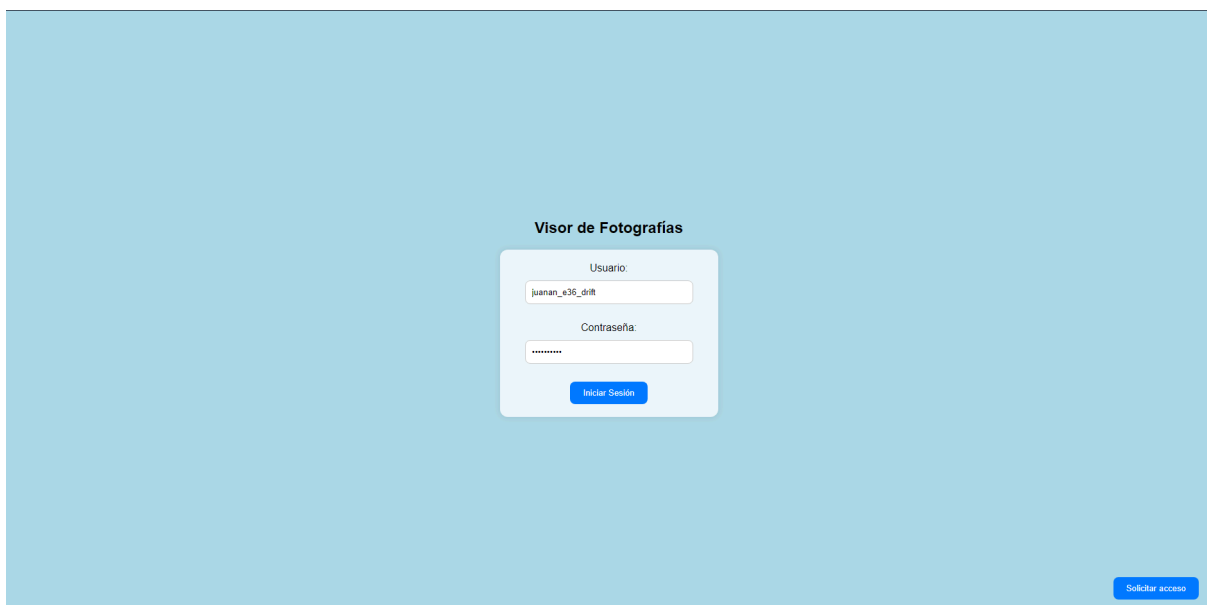 Visor de Fotografías
Usuario:
juanan_e36_drift
Contraseña:
••••••••••
Iniciar Sesión
Solicitar acceso